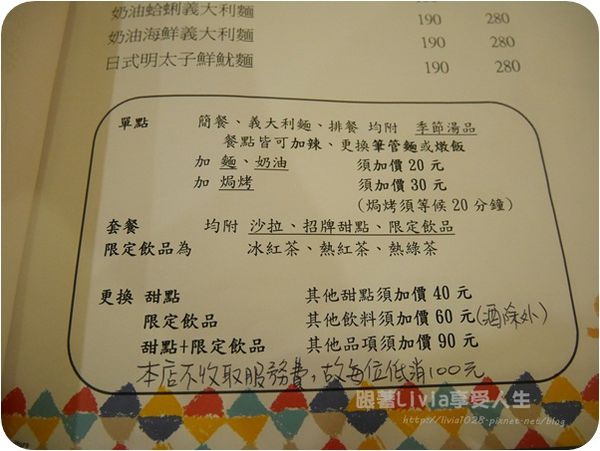 奶油蛤蜊義大利麵 190 280
奶油海鮮義大利麵 190 280
日式明太子鮮魷麵 190 280
單點 簡餐、義大利麵、排餐 均附 季節湯品
餐點皆可加辣、更換筆管麵或燉飯
加 麵、奶油 須加價 20 元
加 焗烤 須加價 30 元
(焗烤須等候 20 分鐘)
套餐 均附 沙拉、招牌甜點、限定飲品
限定飲品為 冰紅茶、熱紅茶、熱綠茶
更換 甜點 其他甜點須加價 40 元
限定飲品 其他飲料須加價 60 元(酒除外)
甜點+限定飲品 其他品項須加價 90 元
本店不收取服務費，故每位低消100元
跟著Livia享受人生
http://livia1028-r.pixnet.net/blog